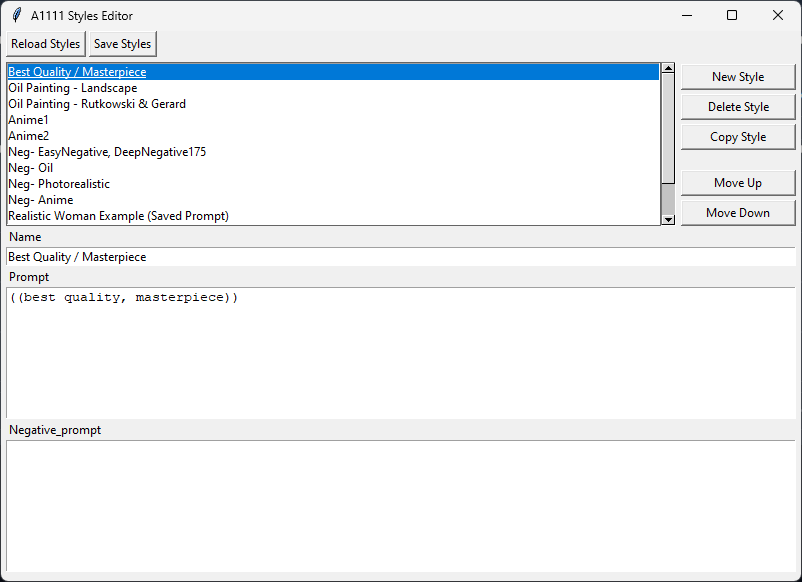 A1111 Styles Editor
Reload Styles Save Styles
Best Quality / Masterpiece
Oil Painting - Landscape
Oil Painting - Rutkowski & Gerard
Anime1
Anime2
Neg- EasyNegative, DeepNegative175
Neg- Oil
Neg- Photorealistic
Neg- Anime
Realistic Woman Example (Saved Prompt)
New Style
Delete Style
Copy Style
Move Up
Move Down
Name
Best Quality / Masterpiece
Prompt
((best quality, masterpiece))
Negative_prompt